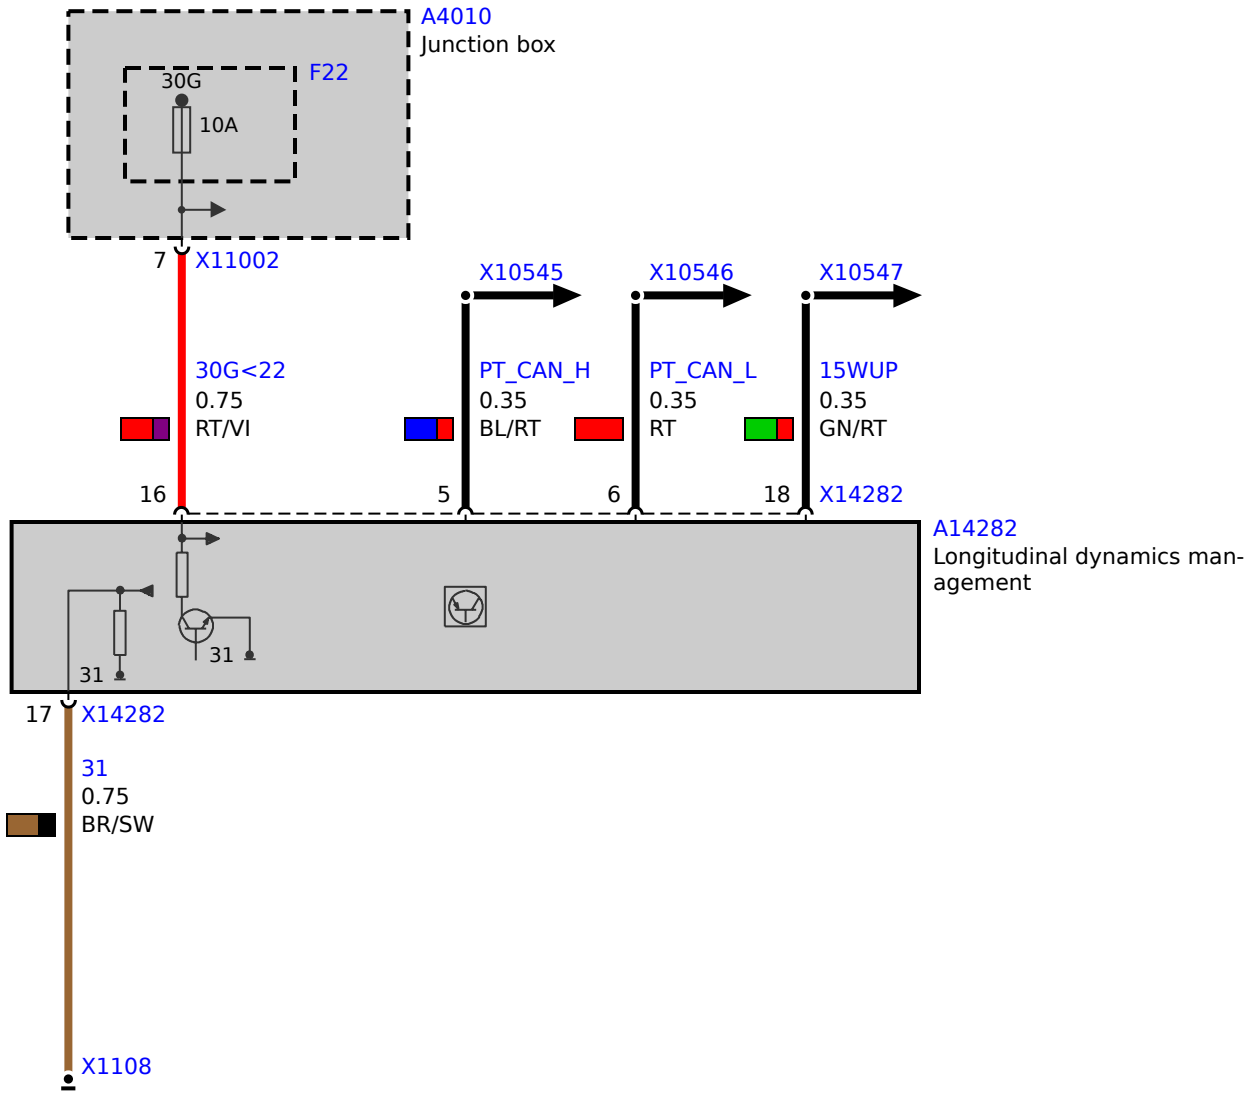 A4010
Junction box
F22
30G
10A
7 X11002
X10545
X10546
X10547
30G<22
0.75
RT/VI
PT_CAN_H
0.35
BL/RT
PT_CAN_L
0.35
RT
15WUP
0.35
GN/RT
16
5
6
18 X14282
A14282
Longitudinal dynamics man-
agement
31
31
17 X14282
31
0.75
BR/SW
X1108